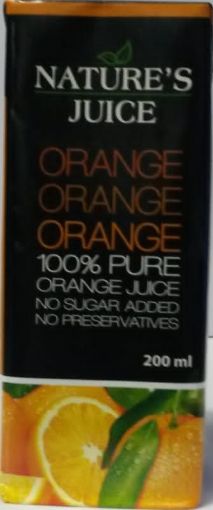 NATURE'S
JUICE
ORANGE
ORANGE
ORANGE
100% PURE
ORANGE JUICE
NO SUGAR ADDED
NO PRESERVATIVES
200 ml